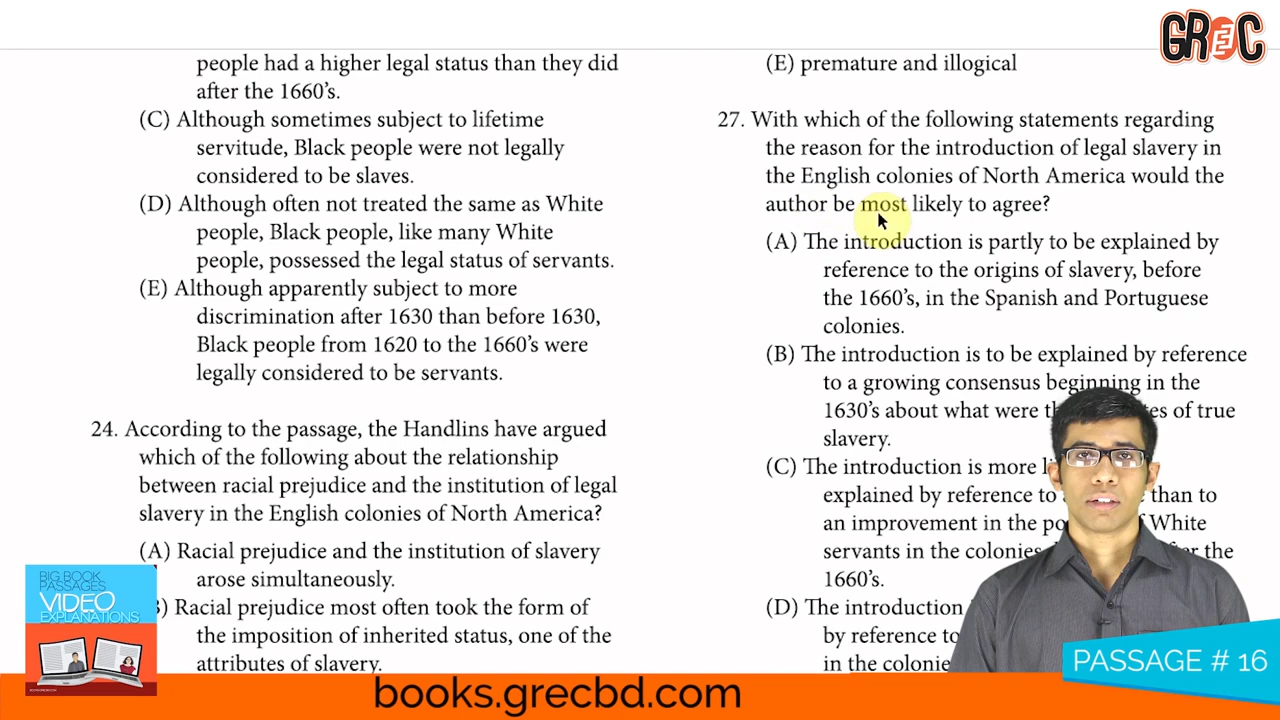 GREC
people had a higher legal status than they did
after the 1660's.
(C) Although sometimes subject to lifetime
servitude, Black people were not legally
considered to be slaves.
(D) Although often not treated the same as White
people, Black people, like many White
people, possessed the legal status of servants.
(E) Although apparently subject to more
discrimination after 1630 than before 1630,
Black people from 1620 to the 1660's were
legally considered to be servants.
24. According to the passage, the Handlins have argued
which of the following about the relationship
between racial prejudice and the institution of legal
slavery in the English colonies of North America?
(A) Racial prejudice and the institution of slavery
arose simultaneously.
) Racial prejudice most often took the form of
the imposition of inherited status, one of the
attributes of slavery.
(E) premature and illogical
27. With which of the following statements regarding
the reason for the introduction of legal slavery in
the English colonies of North America would the
author be most likely to agree?
(A) The introduction is partly to be explained by
reference to the origins of slavery, before
the 1660's, in the Spanish and Portuguese
colonies.
(B) The introduction is to be explained by reference
to a growing consensus beginning in the
1630's about what were of true
slavery.
(C) The introduction is more
explained by reference to than to
an improvement in the White
servants in the colonies the
1660's.
(D) The introduction
by reference to
in the
BIG BOOK
PASSAGES
VIDEO
EXPLANATIONS
PASSAGE # 16
books.grecbd.com